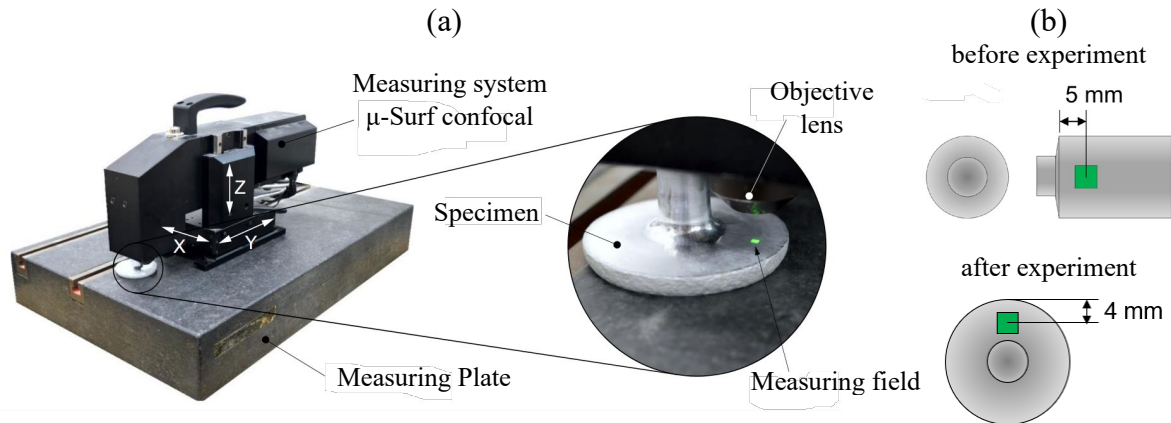 (a)
Measuring system
μ-Surf confocal
Objective
lens
Z
X
Y
Specimen
Measuring Plate
Measuring field
(b)
before experiment
5 mm
after experiment
4 mm